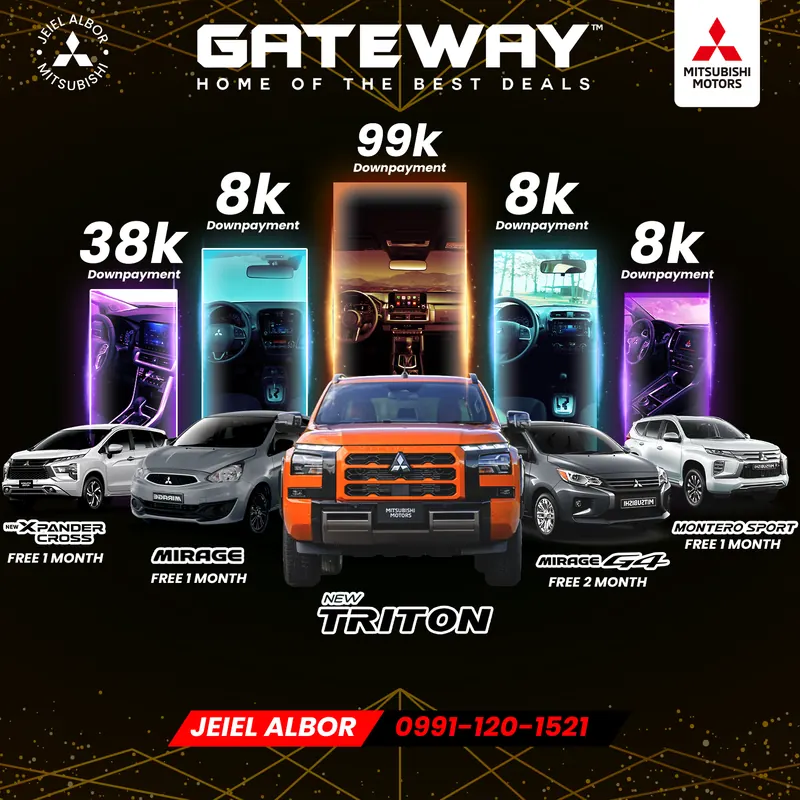 JEIEL ALBOR
MITSUBISHI
GATEWAY™
HOME OF THE BEST DEALS
MITSUBISHI
MOTORS
99k
Downpayment
8k
Downpayment
8k
Downpayment
38k
Downpayment
8k
Downpayment
MITSUBISHI
MOTORS
NEW XPANDER
CROSS
FREE 1 MONTH
MIRAGE
FREE 1 MONTH
NEW
TRITON
MIRAGE G4
FREE 2 MONTH
MONTERO SPORT
FREE 1 MONTH
JEIEL ALBOR 0991-120-1521